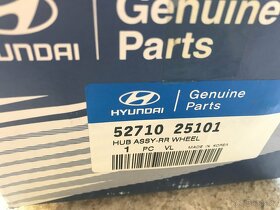 Genuine
HYUNDAI
Parts
HYUNDAI
Genuine
Parts
52710 25101
HUB ASSY-RR WHEEL
1 PC VL MADE IN KOREA